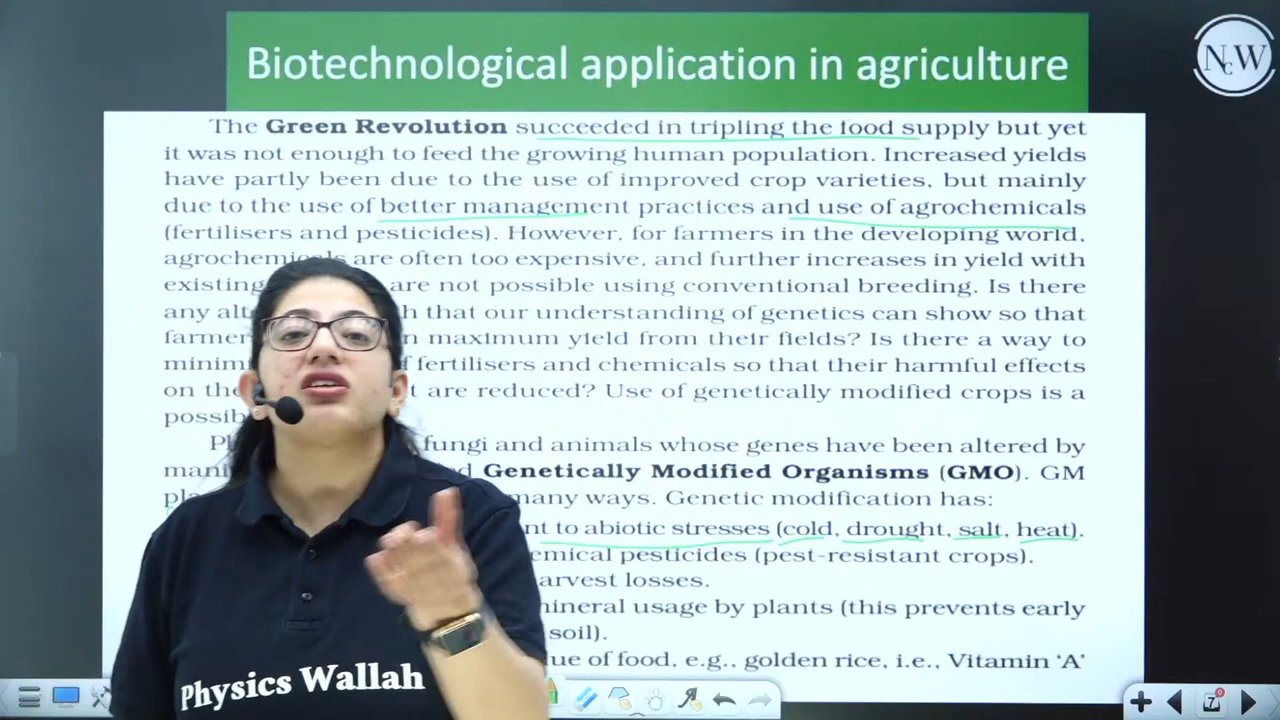 Biotechnological application in agriculture
NCW
The Green Revolution succeeded in tripling the food supply but yet
it was not enough to feed the growing human population. Increased yields
have partly been due to the use of improved crop varieties, but mainly
due to the use of better management practices and use of agrochemicals
(fertilisers and pesticides). However, for farmers in the developing world,
agrochemicals are often too expensive, and further increases in yield with
existing are not possible using conventional breeding. Is there
any that our understanding of genetics can show so that
maximum yield from their fields? Is there a way to
fertilisers and chemicals so that their harmful effects
on are reduced? Use of genetically modified crops is a
fungi and animals whose genes have been altered by
Genetically Modified Organisms (GMO). GM
many ways. Genetic modification has:
to abiotic stresses (cold, drought, salt, heat).
pesticides (pest-resistant crops).
losses.
mineral usage by plants (this prevents early
soil).
of food, e.g., golden rice, i.e., Vitamin ‘A’
Physics Wallah
7